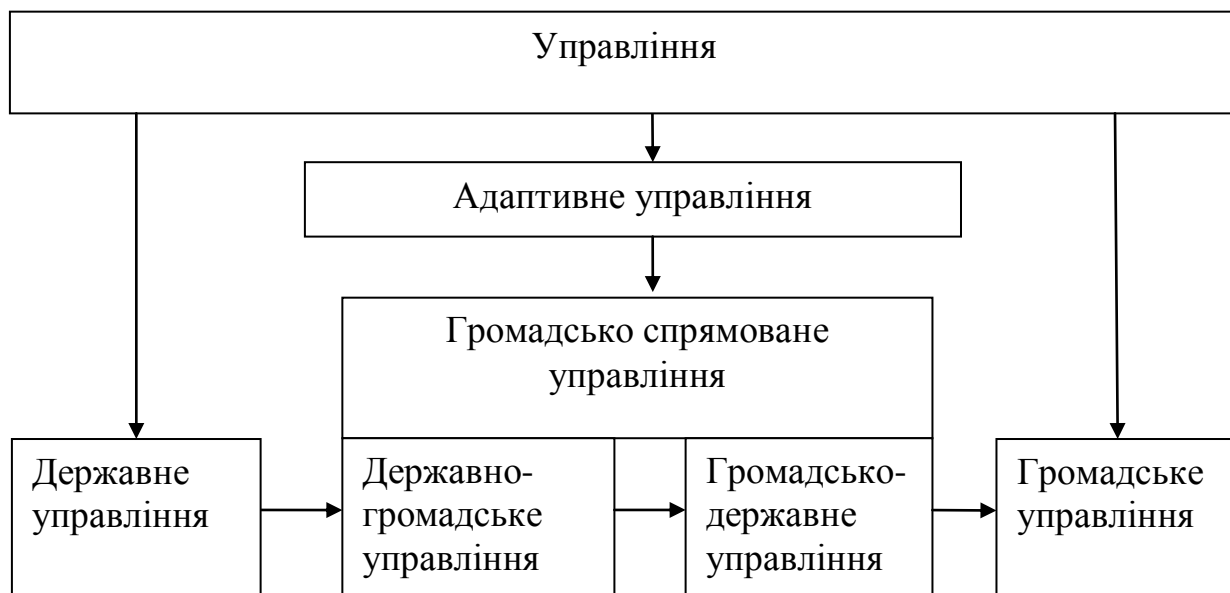 Управління
Адаптивне управління
Громадсько спрямоване
управління
Державне
управління
Державно-
громадське
управління
Громадсько-
державне
управління
Громадське
управління